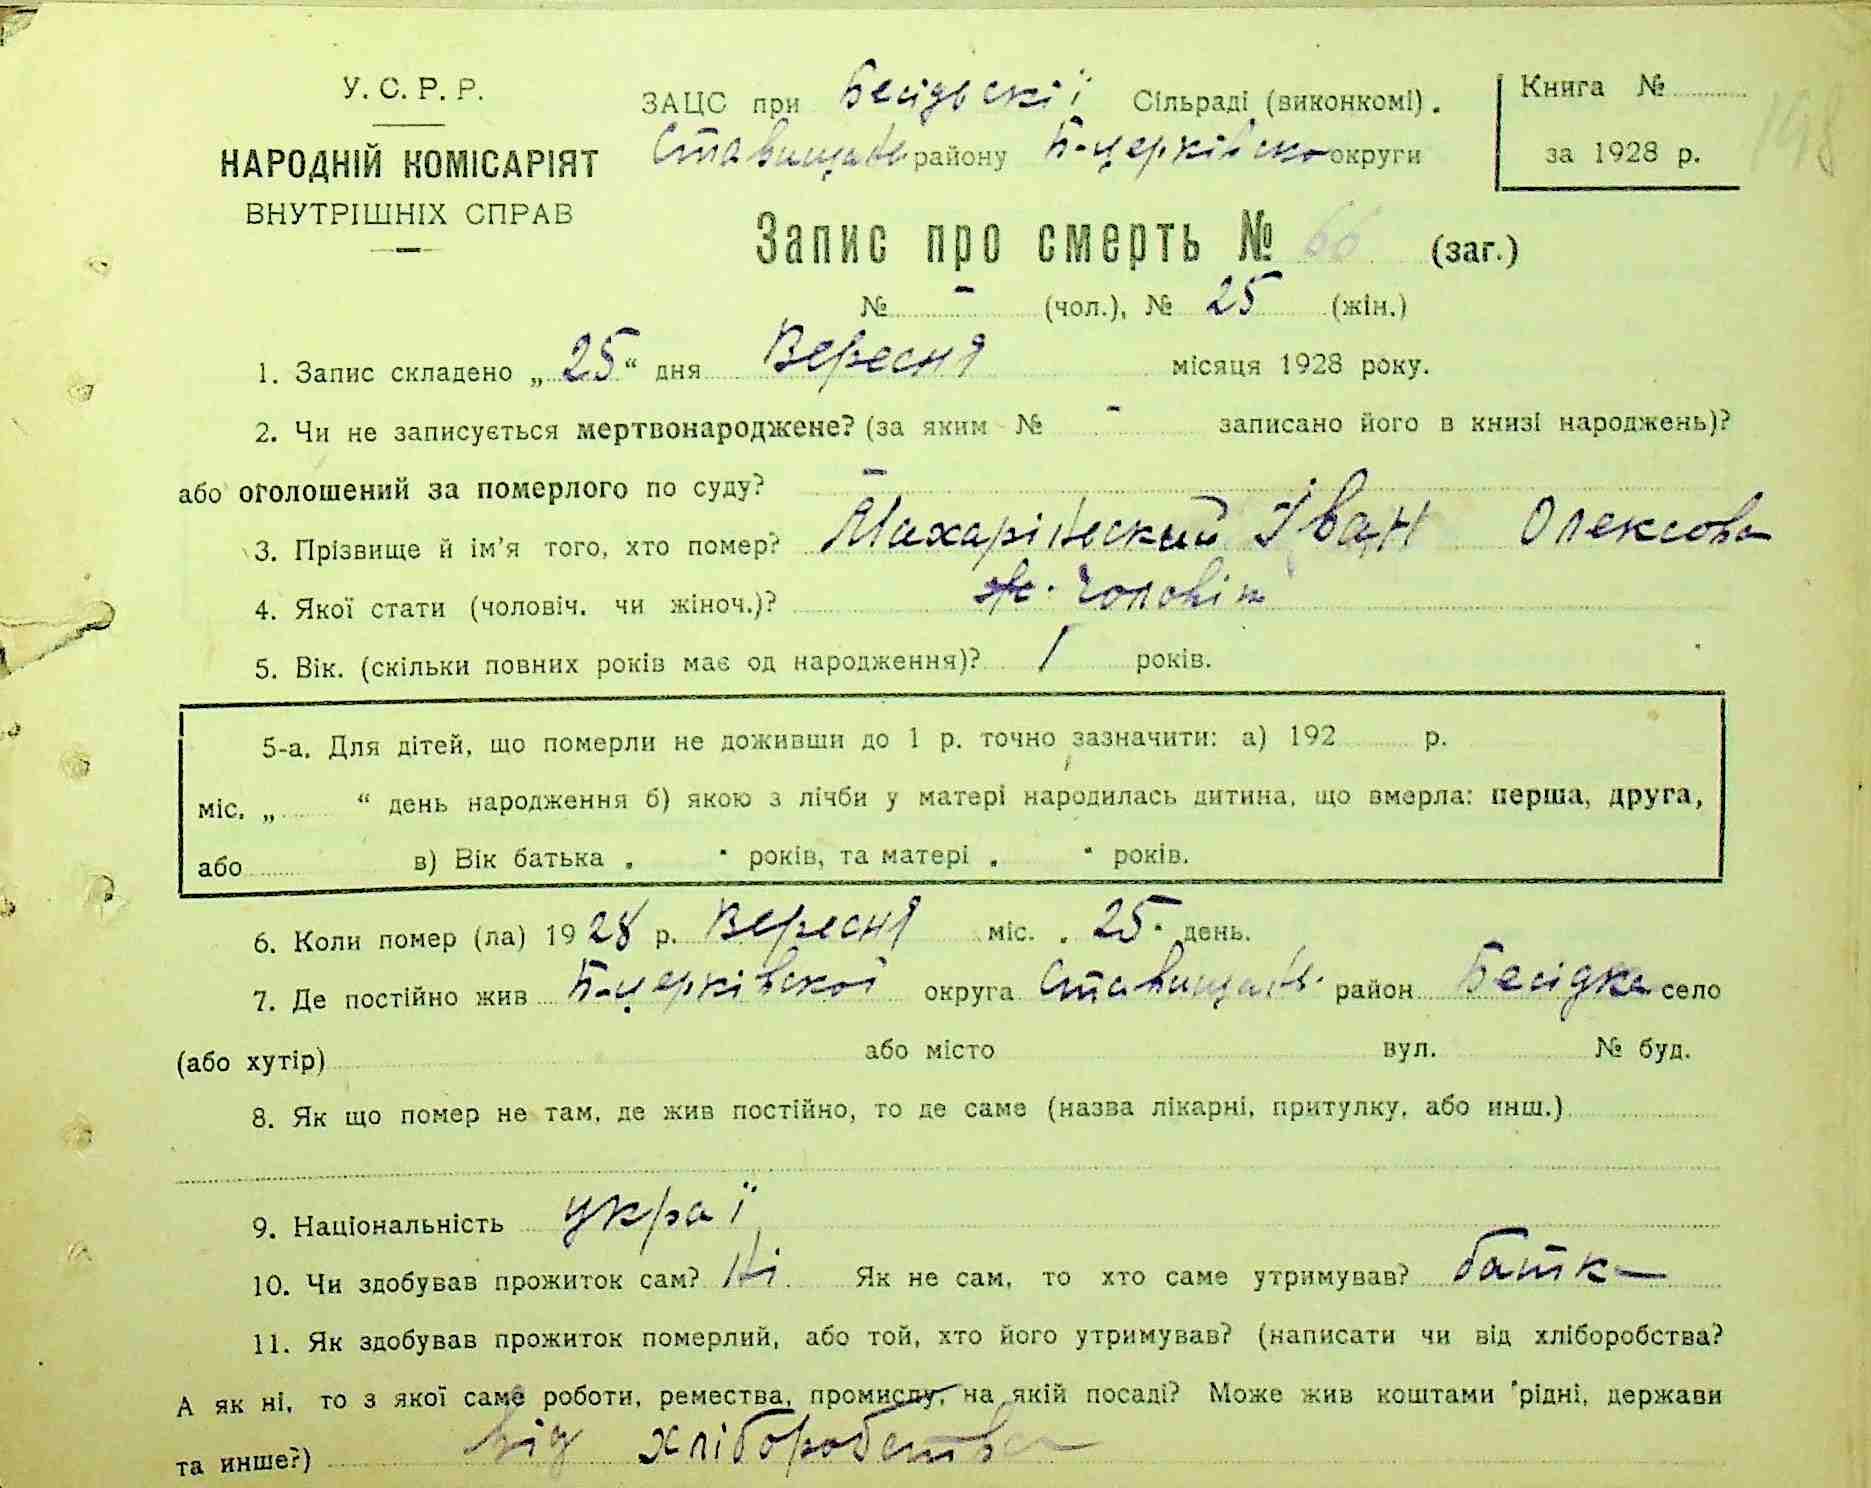 У. С. Р. Р.
НАРОДНІЙ КОМІСАРІЯТ
ВНУТРІШНІХ СПРАВ
ЗАЦС при Бесідьскії Сільраді (виконкомі).
Ставищан. району Б-церківсько округи
Книга №
за 1928 р.
198
Запис про смерть № 66 (заг.)
№ - (чол.), № 25 (жін.)
1. Запис складено „25“ дня Вересня місяця 1928 року.
2. Чи не записується мертвонароджене? (за яким № - записано його в книзі народжень)?
або оголошений за померлого по суду? -
3. Прізвище й ім’я того, хто помер? Махарінский Іван Олексова
4. Якої стати (чоловіч. чи жіноч.)? ж. чоловіч
5. Вік. (скільки повних років має од народження)? 1 років.
5-а. Для дітей, що померли не доживши до 1 р. точно зазначити: а) 192 р.
міс. „ “ день народження б) якою з лічби у матері народилась дитина, що вмерла: перша, друга,
або в) Вік батька . " років, та матері . " років.
6. Коли помер (ла) 1928 р. Вересня міс. . 25. день.
7. Де постійно жив Б-церківскої округа Ставищан. район Бесідка село
(або хутір) або місто вул. № буд.
8. Як що помер не там, де жив постійно, то де саме (назва лікарні, притулку, або инш.)
9. Національність украї
10. Чи здобував прожиток сам? Ні Як не сам, то хто саме утримував? батька
11. Як здобував прожиток померлий, або той, хто його утримував? (написати чи від хліборобства?
А як ні, то з якої саме роботи, ремества, промислу, на якій посаді? Може жив коштами рідні, держави
та инше?) від хліборобства